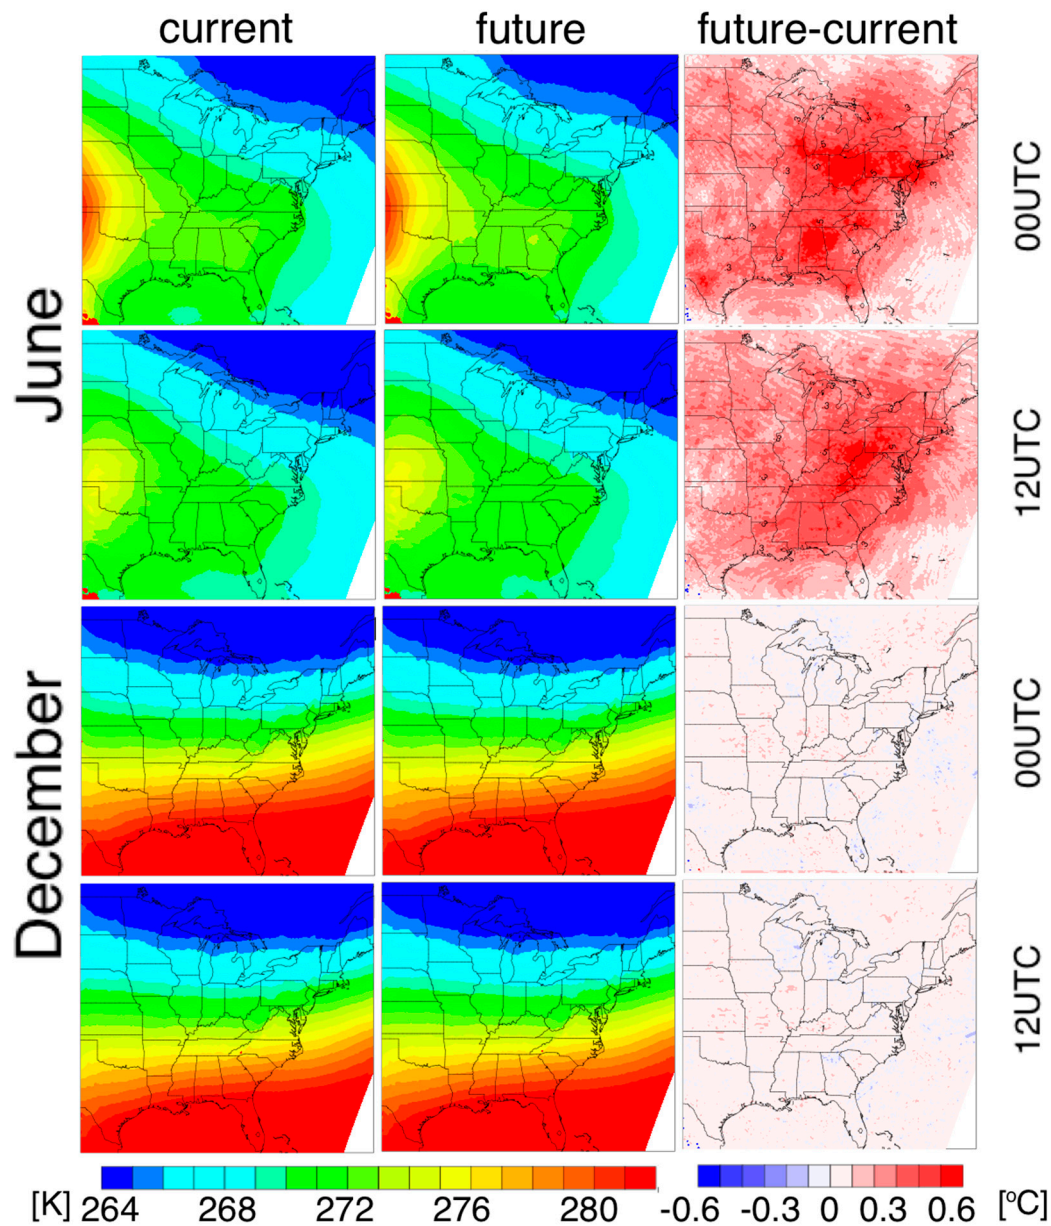 current future future-current
June
00UTC
12UTC
December
00UTC
12UTC
[K] 264 268 272 276 280 -0.6 -0.3 0 0.3 0.6 [°C]